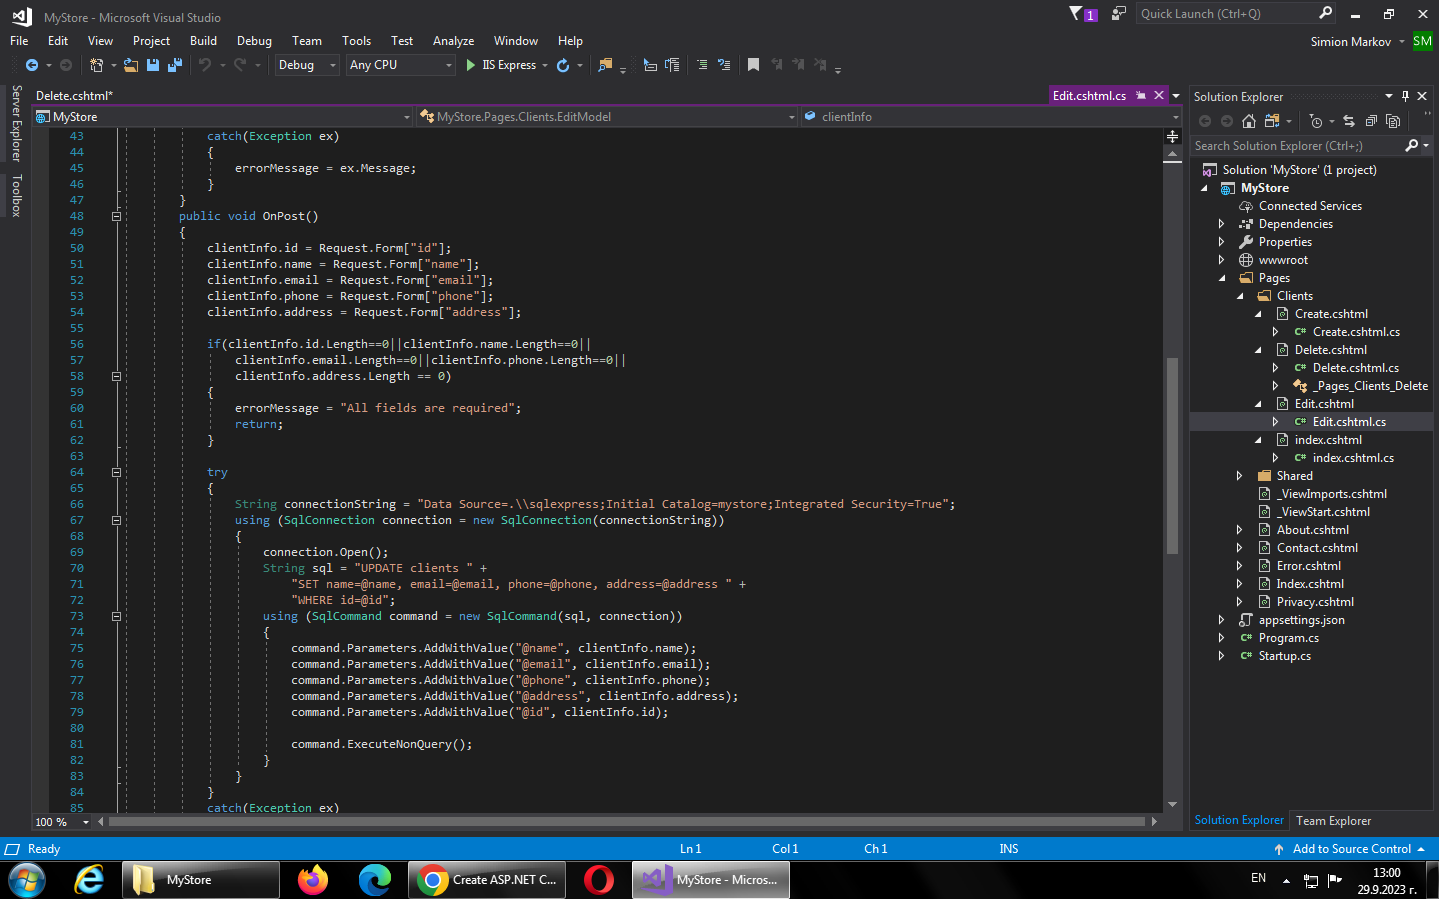 MyStore - Microsoft Visual Studio
1
Quick Launch (Ctrl+Q)
File Edit View Project Build Debug Team Tools Test Analyze Window Help
Simion Markov SM
Debug Any CPU IIS Express
Server Explorer
Toolbox
Delete.cshtml*
Edit.cshtml.cs
MyStore
MyStore.Pages.Clients.EditModel
clientInfo
43 catch(Exception ex)
44 {
45 errorMessage = ex.Message;
46 }
47 }
48 public void OnPost()
49 {
50 clientInfo.id = Request.Form["id"];
51 clientInfo.name = Request.Form["name"];
52 clientInfo.email = Request.Form["email"];
53 clientInfo.phone = Request.Form["phone"];
54 clientInfo.address = Request.Form["address"];
55
56 if(clientInfo.id.Length==0||clientInfo.name.Length==0||
57 clientInfo.email.Length==0||clientInfo.phone.Length==0||
58 clientInfo.address.Length == 0)
59 {
60 errorMessage = "All fields are required";
61 return;
62 }
63
64 try
65 {
66 String connectionString = "Data Source=.\\sqlexpress;Initial Catalog=mystore;Integrated Security=True";
67 using (SqlConnection connection = new SqlConnection(connectionString))
68 {
69 connection.Open();
70 String sql = "UPDATE clients " +
71 "SET name=@name, email=@email, phone=@phone, address=@address " +
72 "WHERE id=@id";
73 using (SqlCommand command = new SqlCommand(sql, connection))
74 {
75 command.Parameters.AddWithValue("@name", clientInfo.name);
76 command.Parameters.AddWithValue("@email", clientInfo.email);
77 command.Parameters.AddWithValue("@phone", clientInfo.phone);
78 command.Parameters.AddWithValue("@address", clientInfo.address);
79 command.Parameters.AddWithValue("@id", clientInfo.id);
80
81 command.ExecuteNonQuery();
82 }
83 }
84 }
85 catch(Exception ex)
100 %
Solution Explorer
Search Solution Explorer (Ctrl+;)
Solution 'MyStore' (1 project)
MyStore
Connected Services
Dependencies
Properties
wwwroot
Pages
Clients
Create.cshtml
C# Create.cshtml.cs
Delete.cshtml
C# Delete.cshtml.cs
_Pages_Clients_Delete
Edit.cshtml
C# Edit.cshtml.cs
index.cshtml
C# index.cshtml.cs
Shared
_ViewImports.cshtml
_ViewStart.cshtml
About.cshtml
Contact.cshtml
Error.cshtml
Index.cshtml
Privacy.cshtml
appsettings.json
C# Program.cs
C# Startup.cs
Solution Explorer Team Explorer
Ready Ln 1 Col 1 Ch 1 INS Add to Source Control
MyStore
Create ASP.NET C...
MyStore - Micros...
EN
13:00
29.9.2023 г.